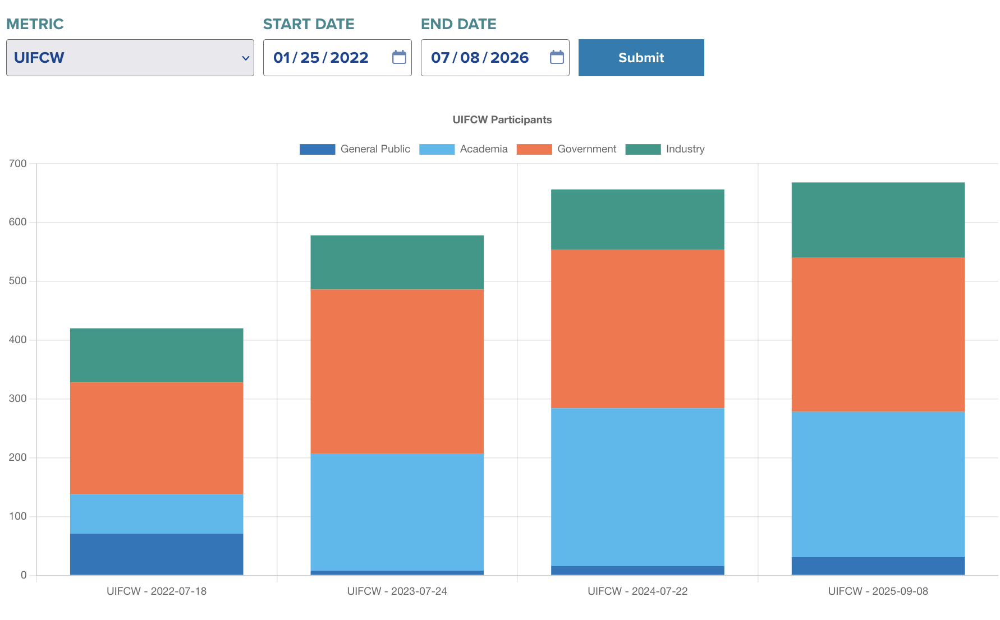 METRIC
START DATE
END DATE
UIFCW
01/25/2022
07/08/2026
Submit
UIFCW Participants
General Public
Academia
Government
Industry
700
600
500
400
300
200
100
0
UIFCW - 2022-07-18
UIFCW - 2023-07-24
UIFCW - 2024-07-22
UIFCW - 2025-09-08